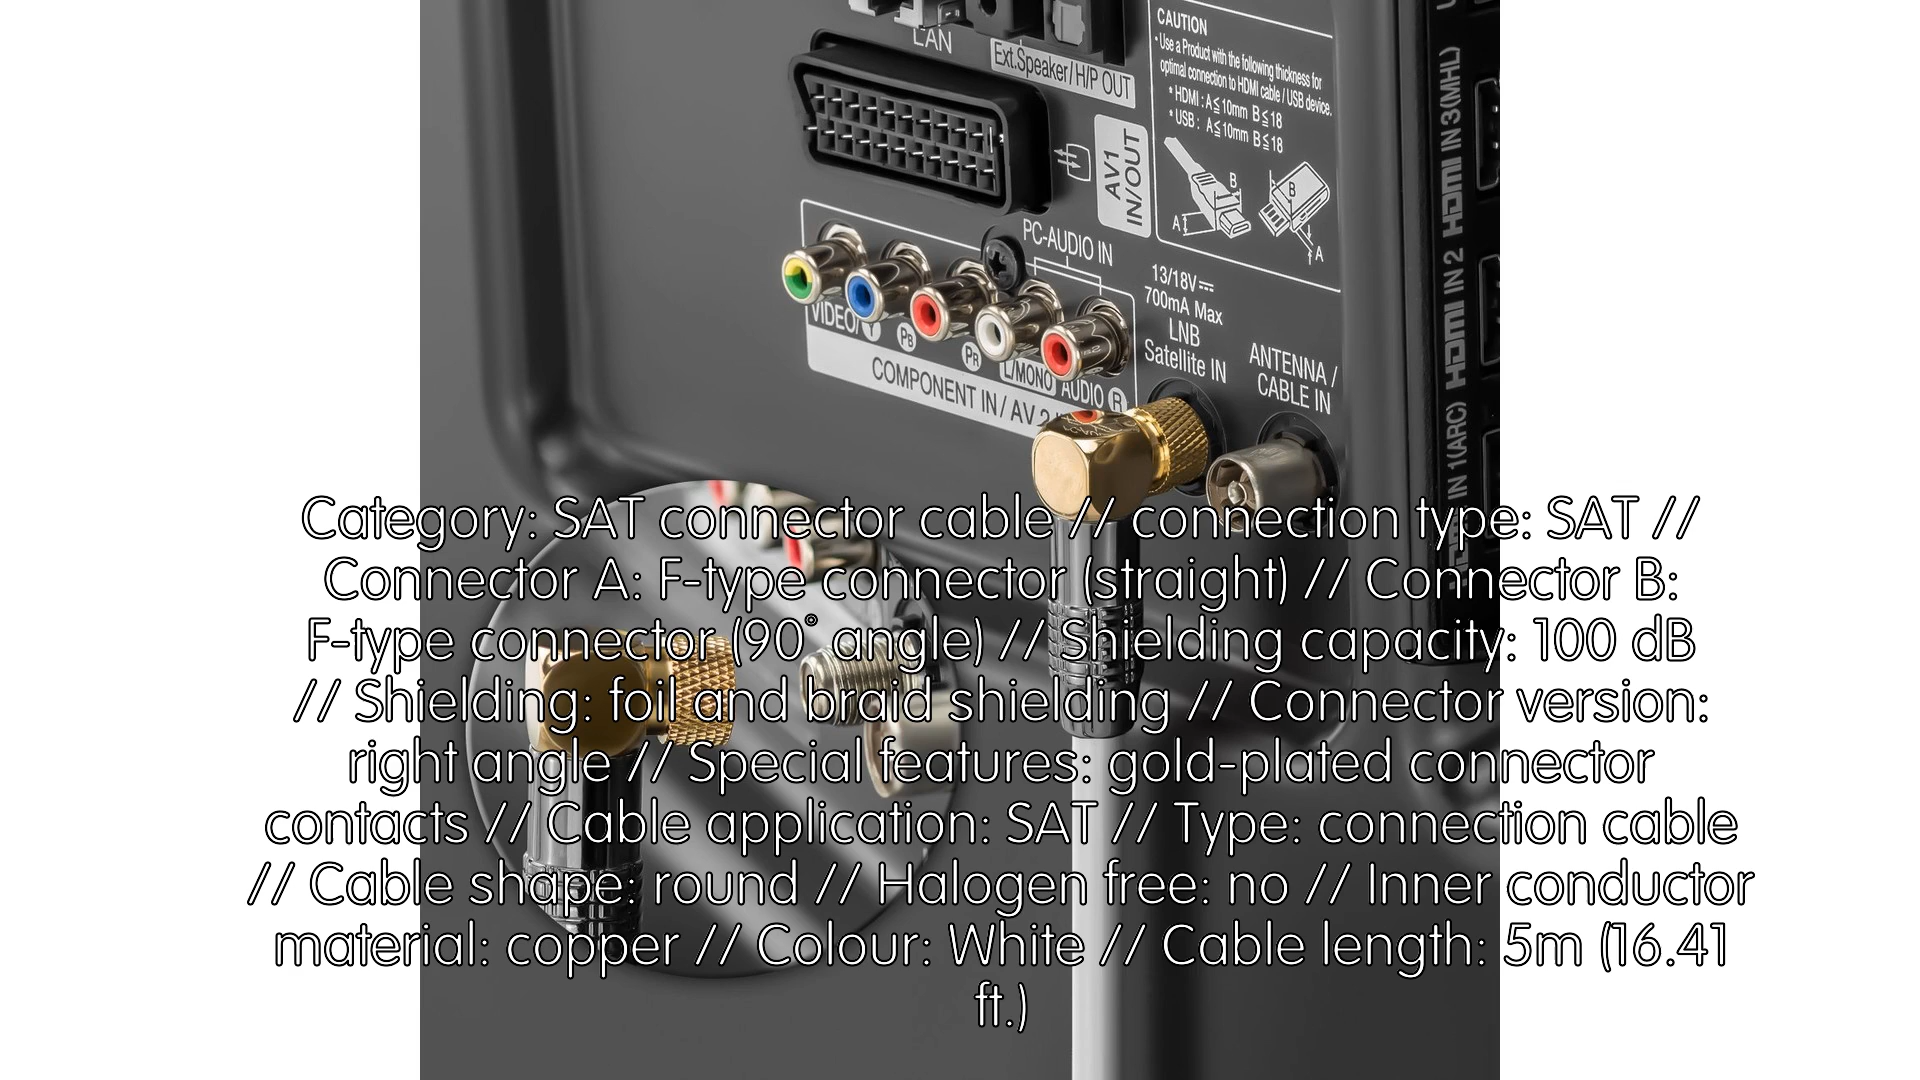 LAN
Ext.Speaker/H/P OUT
AV1
IN/OUT
CAUTION
• Use a Product with the following thickness for
optimal connection to HDMI cable / USB device.
* HDMI : A≦10mm B≦18
* USB : A≦10mm B≦18
B
B
A
A
HDMI IN 3(MHL)
HDMI IN 2
IN 1(ARC)
PC-AUDIO IN
13/18V⎓
700mA Max
LNB
Satellite IN
ANTENNA /
CABLE IN
VIDEO/ Y
PB
PR
L/MONO AUDIO R
COMPONENT IN / AV 2
Category: SAT connector cable // connection type: SAT //
Connector A: F-type connector (straight) // Connector B:
F-type connector (90° angle) // Shielding capacity: 100 dB
// Shielding: foil and braid shielding // Connector version:
right angle // Special features: gold-plated connector
contacts // Cable application: SAT // Type: connection cable
// Cable shape: round // Halogen free: no // Inner conductor
material: copper // Colour: White // Cable length: 5m (16.41
ft.)